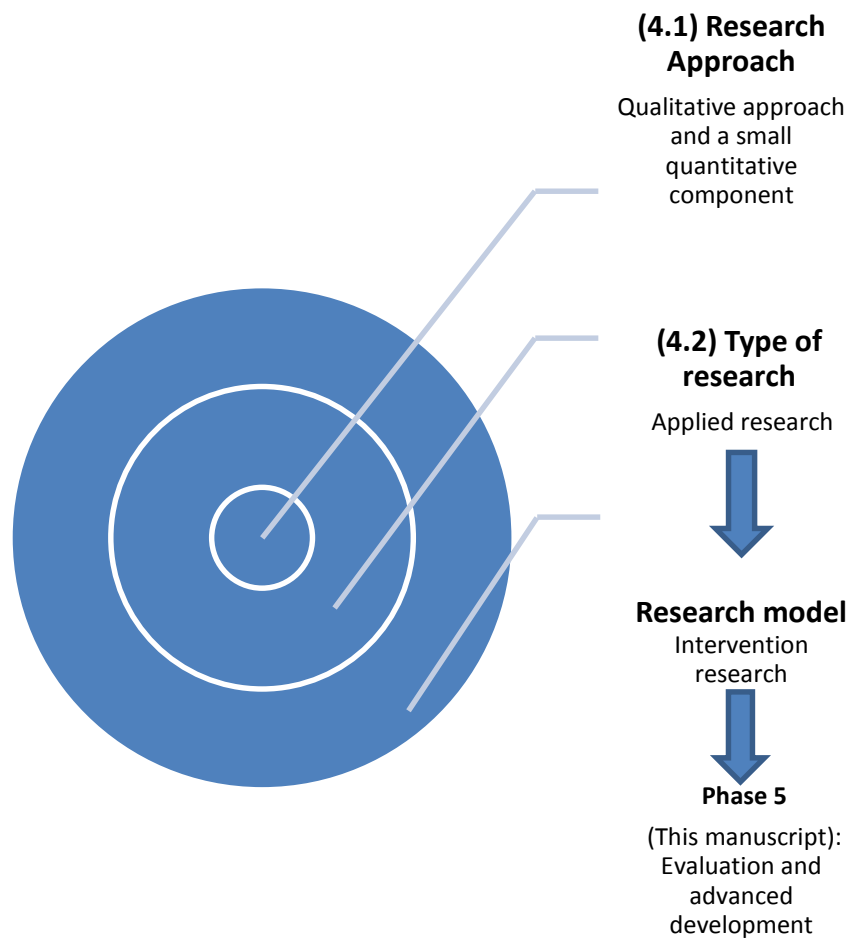 (4.1) Research
Approach
Qualitative approach
and a small
quantitative
component
(4.2) Type of
research
Applied research
Research model
Intervention
research
Phase 5
(This manuscript):
Evaluation and
advanced
development